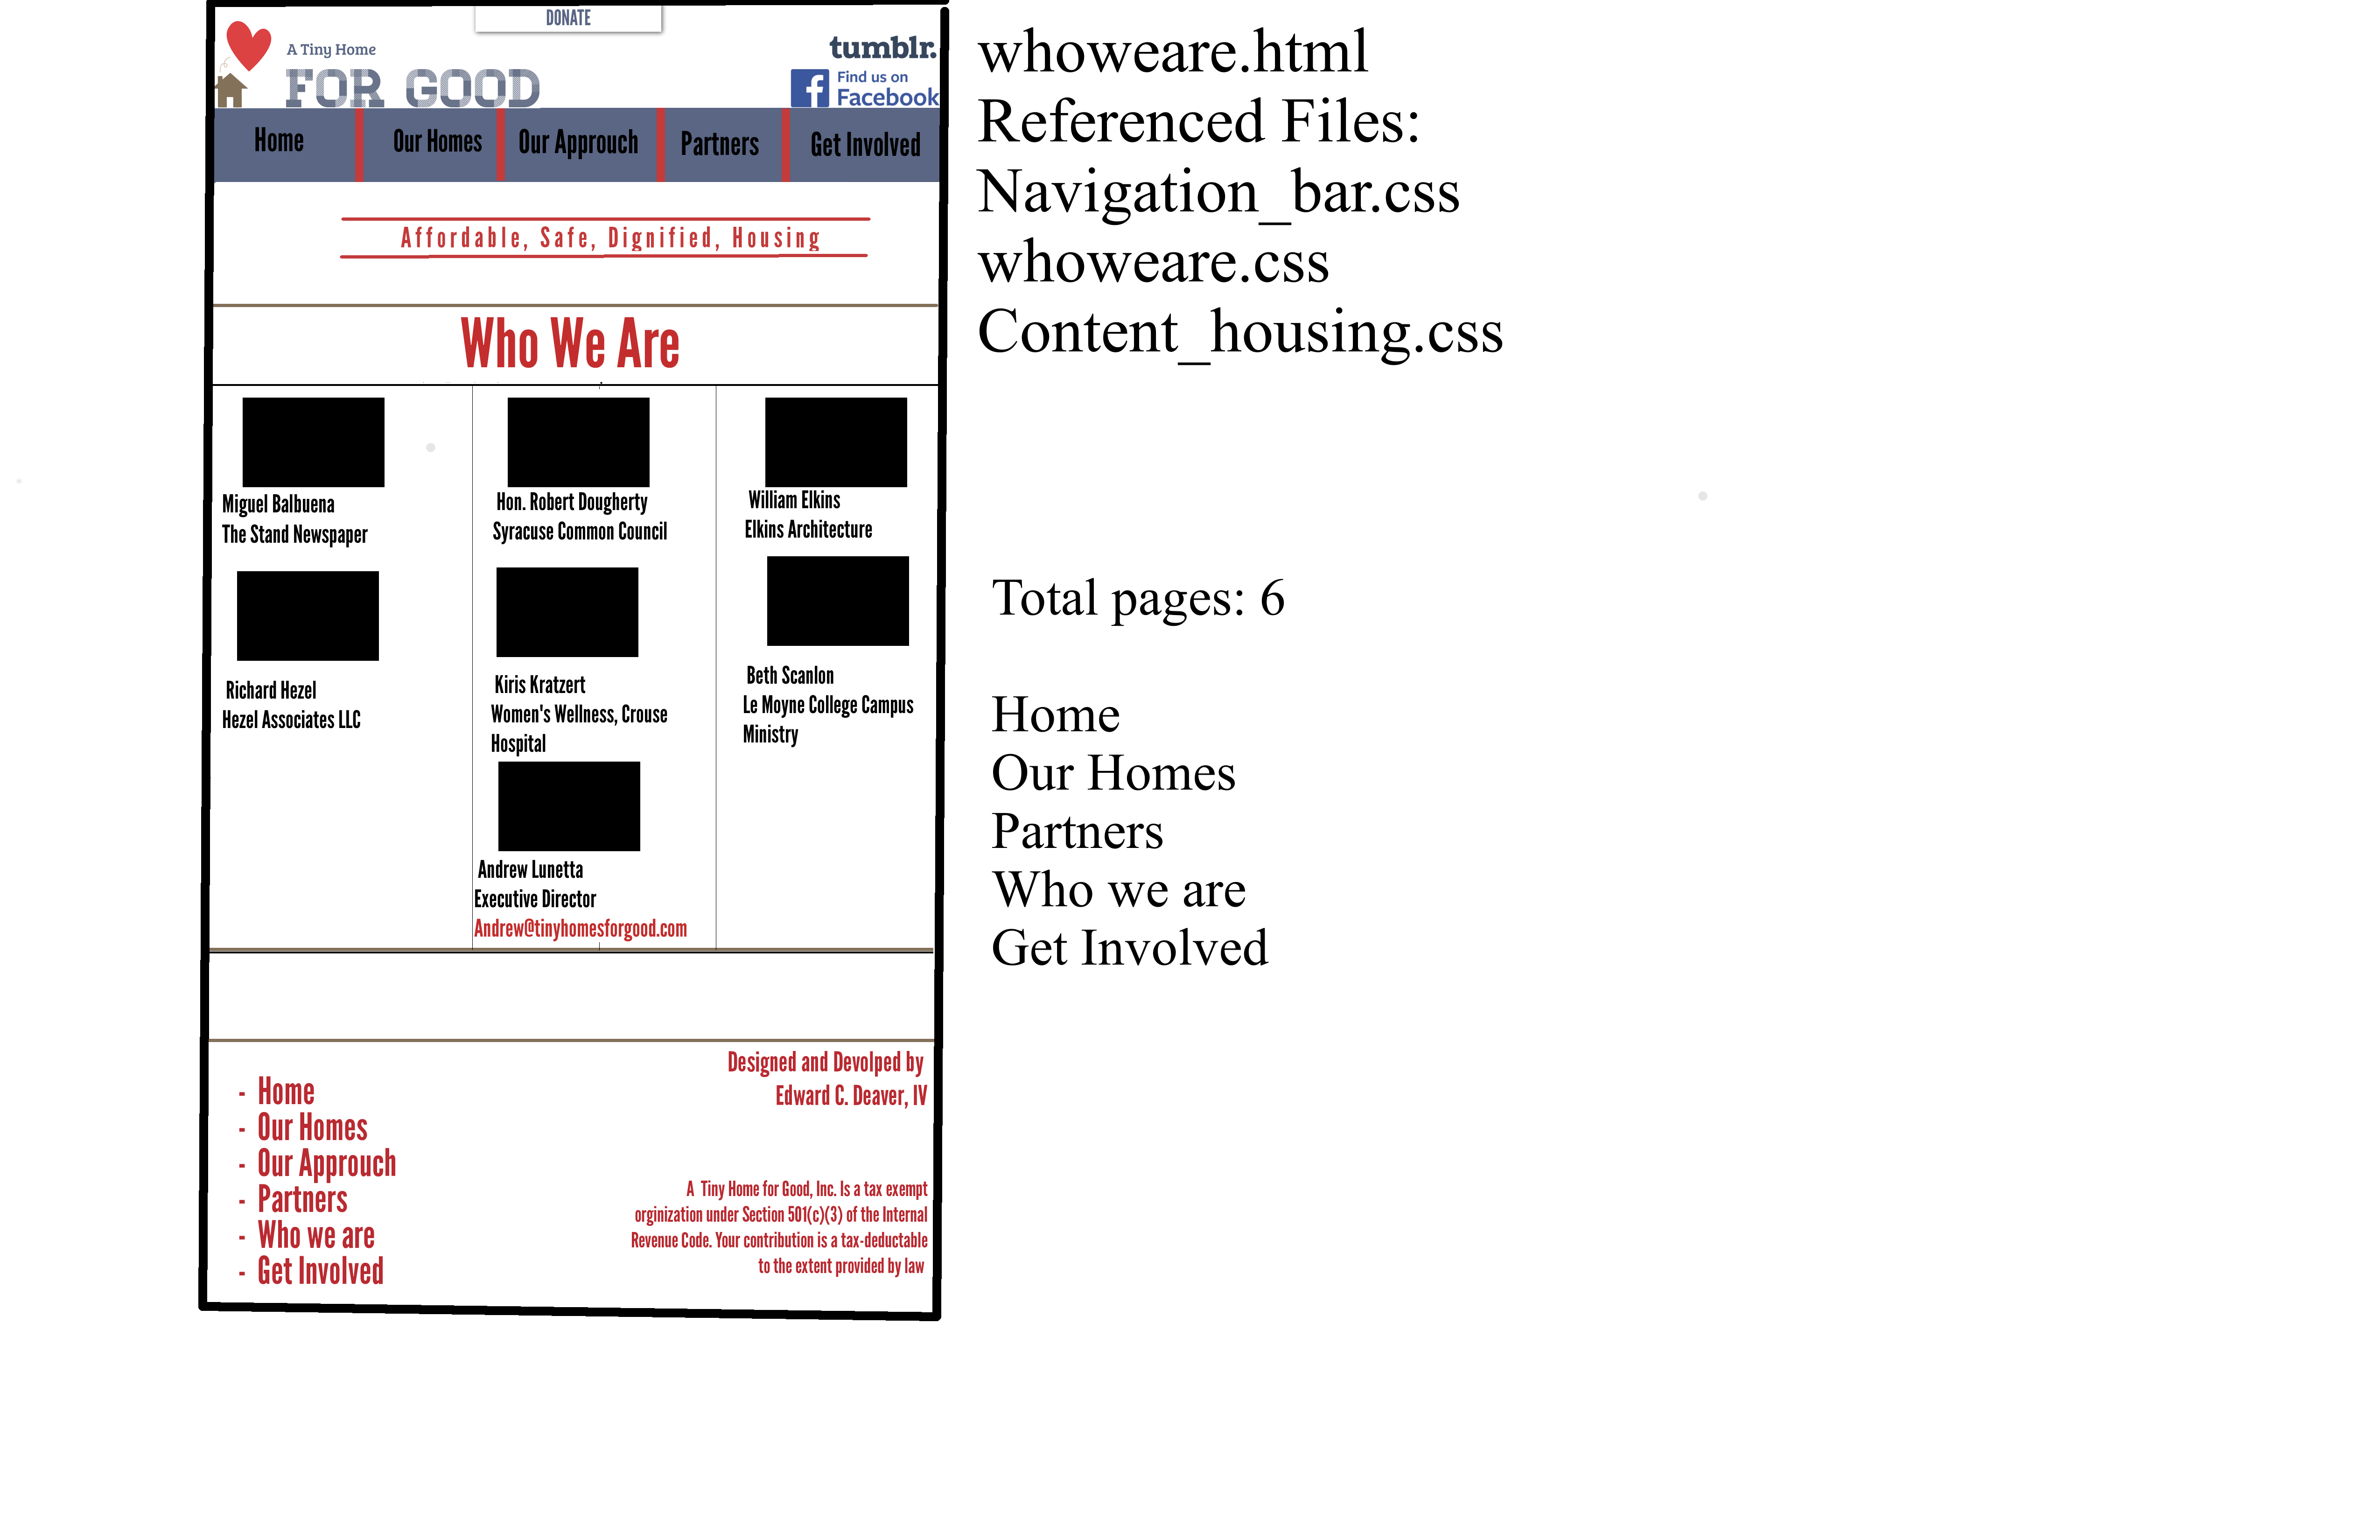 DONATE
A Tiny Home
FOR GOOD
tumblr.
Find us on
Facebook
Home
Our Homes
Our Approuch
Partners
Get Involved
Affordable, Safe, Dignified, Housing
Who We Are
Miguel Balbuena
The Stand Newspaper
Hon. Robert Dougherty
Syracuse Common Council
William Elkins
Elkins Architecture
Richard Hezel
Hezel Associates LLC
Kiris Kratzert
Women's Wellness, Crouse
Hospital
Beth Scanlon
Le Moyne College Campus
Ministry
Andrew Lunetta
Executive Director
Andrew@tinyhomesforgood.com
- Home
- Our Homes
- Our Approuch
- Partners
- Who we are
- Get Involved
Designed and Devolped by
Edward C. Deaver, IV
A Tiny Home for Good, Inc. Is a tax exempt
orginization under Section 501(c)(3) of the Internal
Revenue Code. Your contribution is a tax-deductable
to the extent provided by law
whoweare.html
Referenced Files:
Navigation_bar.css
whoweare.css
Content_housing.css
Total pages: 6
Home
Our Homes
Partners
Who we are
Get Involved